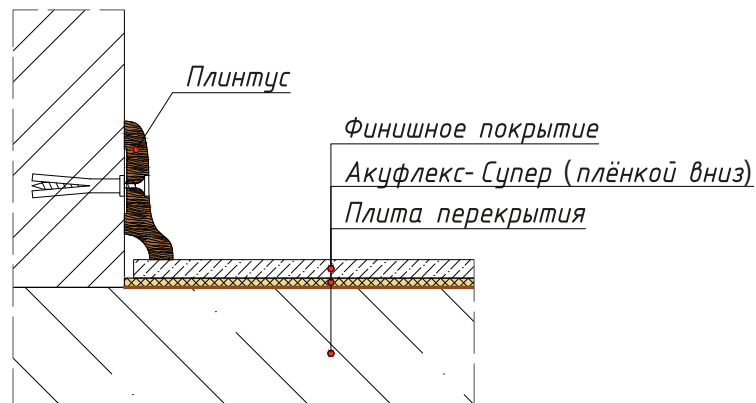 Плинтус
Финишное покрытие
Акуфлекс-Супер (плёнкой вниз)
Плита перекрытия